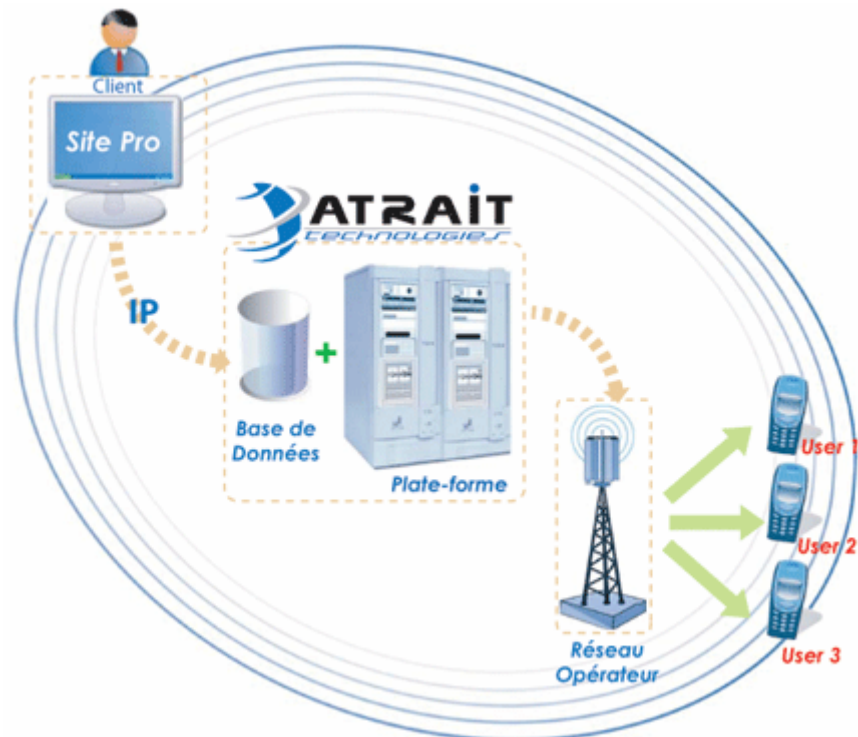 Client
Site Pro
ATRAIT
technologies
IP
+
Base de
Données
Plate-forme
User 1
User 2
User 3
Réseau
Opérateur